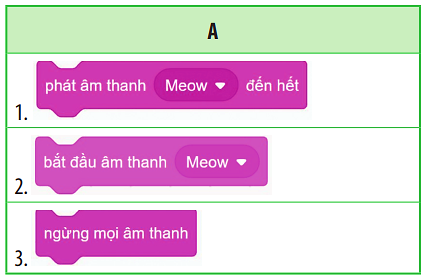 A
1. phát âm thanh Meow đến hết
2. bắt đầu âm thanh Meow
3. ngừng mọi âm thanh